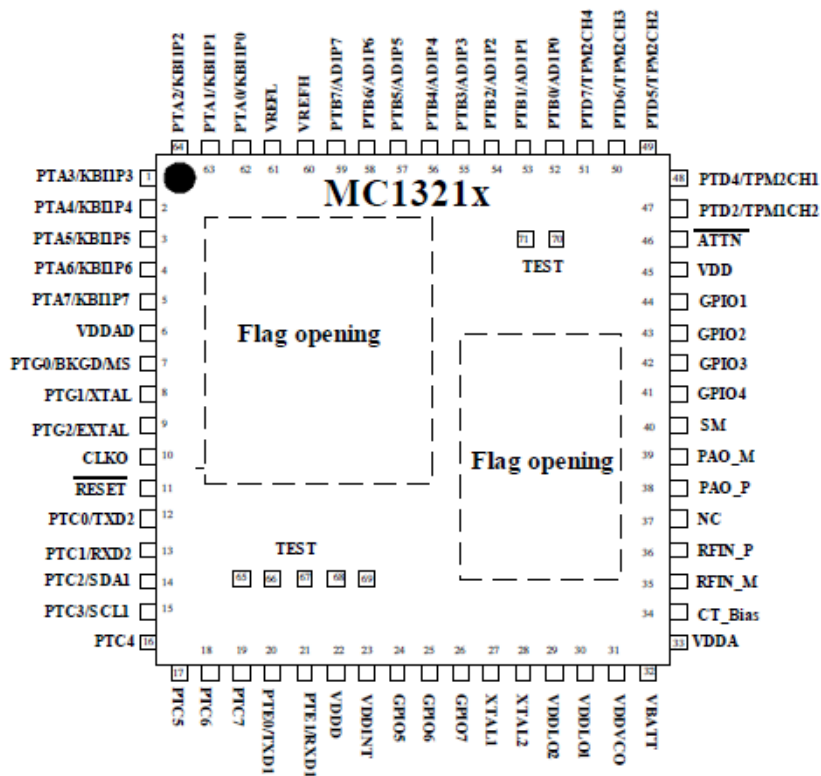 PTA2/KBI1P2
PTA1/KBI1P1
PTA0/KBI1P0
VREFL
VREFH
PTB7/AD1P7
PTB6/AD1P6
PTB5/AD1P5
PTB4/AD1P4
PTB3/AD1P3
PTB2/AD1P2
PTB1/AD1P1
PTB0/AD1P0
PTD7/TPM2CH4
PTD6/TPM2CH3
PTD5/TPM2CH2
64 63 62 61 60 59 58 57 56 55 54 53 52 51 50 49
MC1321x
PTA3/KBI1P3 1
PTA4/KBI1P4 2
PTA5/KBI1P5 3
PTA6/KBI1P6 4
PTA7/KBI1P7 5
VDDAD 6
PTG0/BKGD/MS 7
PTG1/XTAL 8
PTG2/EXTAL 9
CLKO 10
RESET 11
PTC0/TXD2 12
PTC1/RXD2 13
PTC2/SDA1 14
PTC3/SCL1 15
PTC4 16
71 70
TEST
Flag opening
Flag opening
TEST
65 66 67 68 69
48 PTD4/TPM2CH1
47 PTD2/TPM1CH2
46 ATTN
45 VDD
44 GPIO1
43 GPIO2
42 GPIO3
41 GPIO4
40 SM
39 PAO_M
38 PAO_P
37 NC
36 RFIN_P
35 RFIN_M
34 CT_Bias
33 VDDA
17 18 19 20 21 22 23 24 25 26 27 28 29 30 31 32
PTC5
PTC6
PTC7
PTE0/TXD1
PTE1/RXD1
VDDD
VDDINT
GPIO5
GPIO6
GPIO7
XTAL1
XTAL2
VDDLO2
VDDLO1
VDDVCO
VBATT